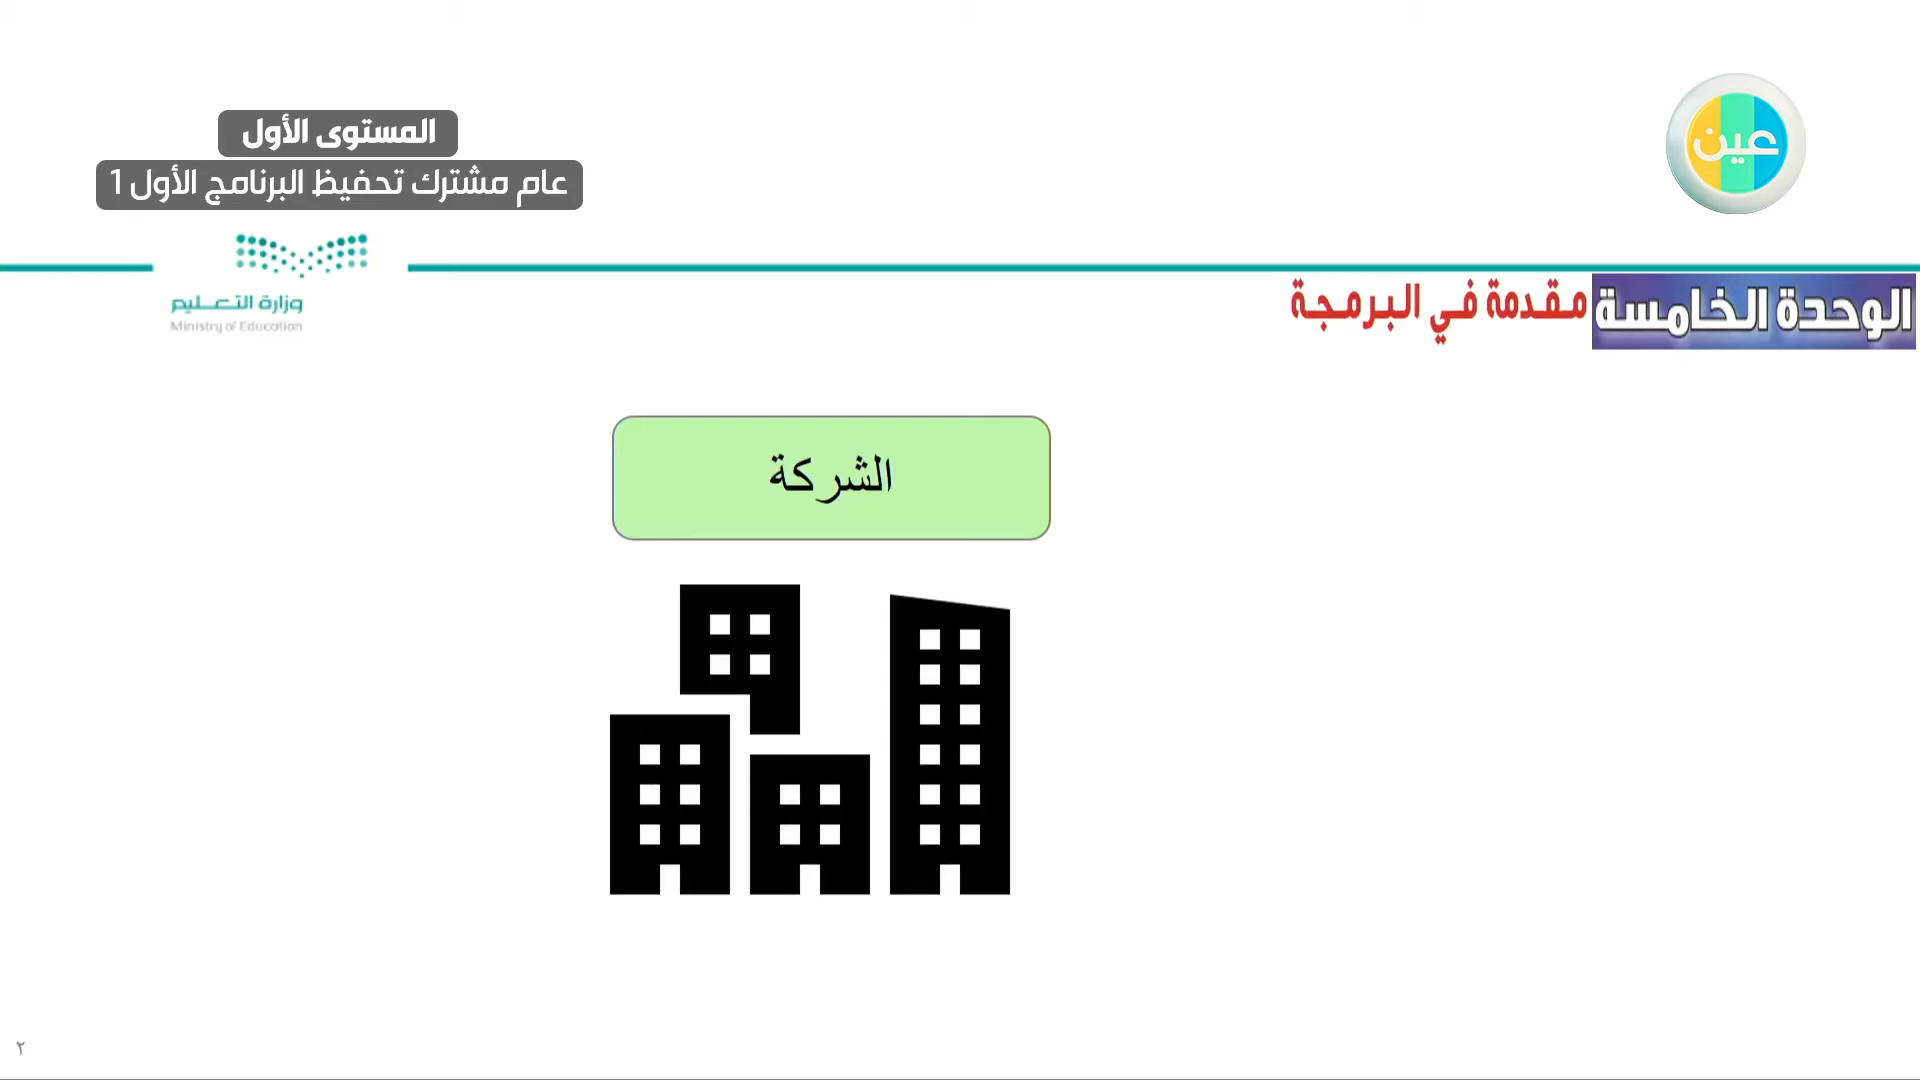 المستوى الأول
عام مشترك تحفيظ البرنامج الأول 1
عين
وزارة التعليم
Ministry of Education
الوحدة الخامسة مقدمة في البرمجة
الشركة
٢